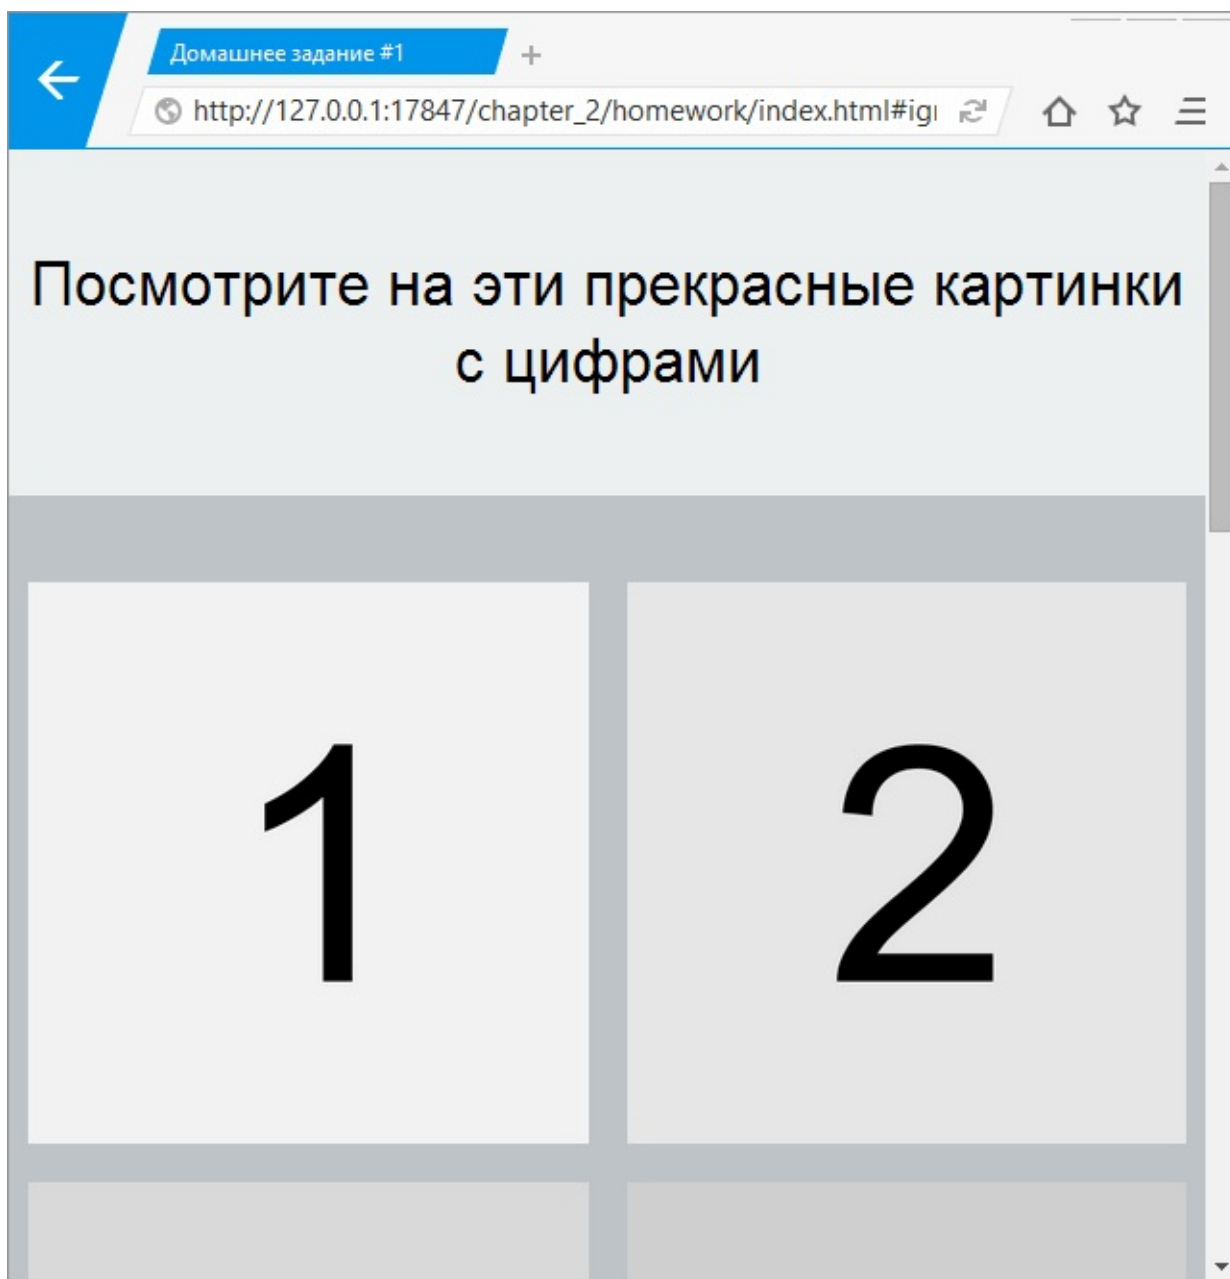 Домашнее задание #1
http://127.0.0.1:17847/chapter_2/homework/index.html#ig
Посмотрите на эти прекрасные картинки
с цифрами
1
2